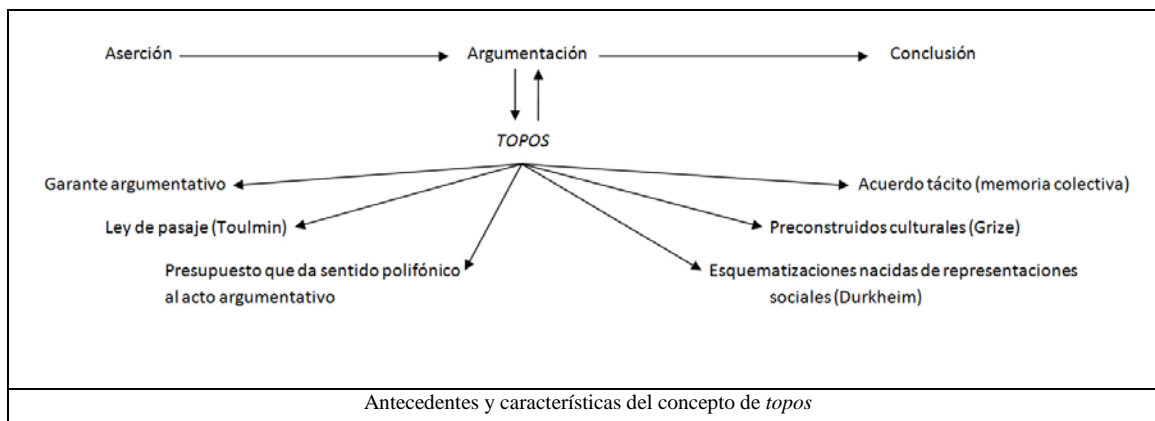 Aserción Argumentación Conclusión
TOPOS
Garante argumentativo Acuerdo tácito (memoria colectiva)
Ley de pasaje (Toulmin) Preconstruidos culturales (Grize)
Presupuesto que da sentido polifónico Esquematizaciones nacidas de representaciones
al acto argumentativo sociales (Durkheim)
Antecedentes y características del concepto de topos